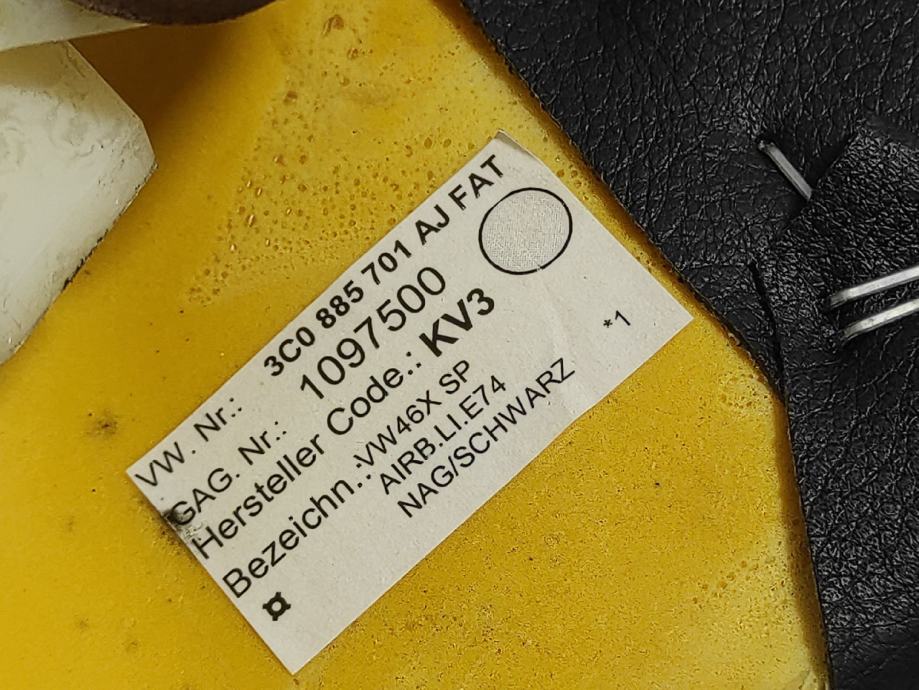 VW. Nr.: 3C0 885 701 AJ FAT
GAG. Nr.: 1097500
Hersteller Code.: KV3
Bezeichn.:VW46X SP
AIRB.LI.E74
NAG/SCHWARZ
*1
¤